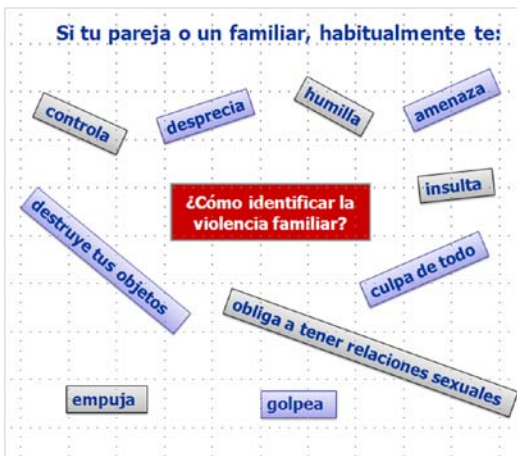 Si tu pareja o un familiar, habitualmente te:
controla
desprecia
humilla
amenaza
insulta
¿Cómo identificar la
violencia familiar?
destruye tus objetos
culpa de todo
obliga a tener relaciones sexuales
empuja
golpea